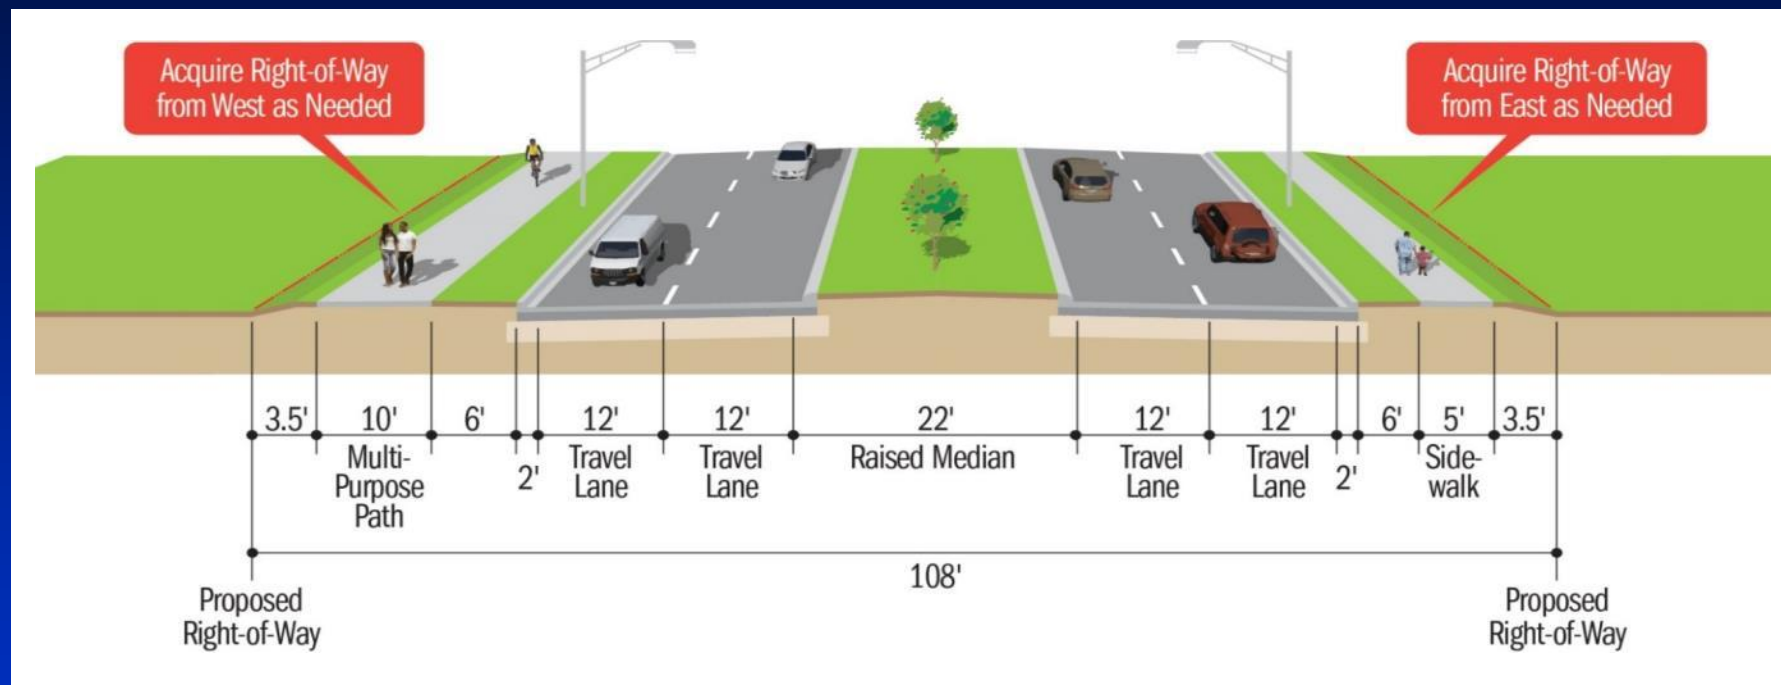 Acquire Right-of-Way
from West as Needed
Acquire Right-of-Way
from East as Needed
3.5' 10' 6' 12' 12' 22' 12' 12' 6' 5' 3.5'
Multi-
Purpose
Path
2'
Travel
Lane
Travel
Lane
Raised Median
Travel
Lane
Travel
Lane
2'
Side-
walk
108'
Proposed
Right-of-Way
Proposed
Right-of-Way